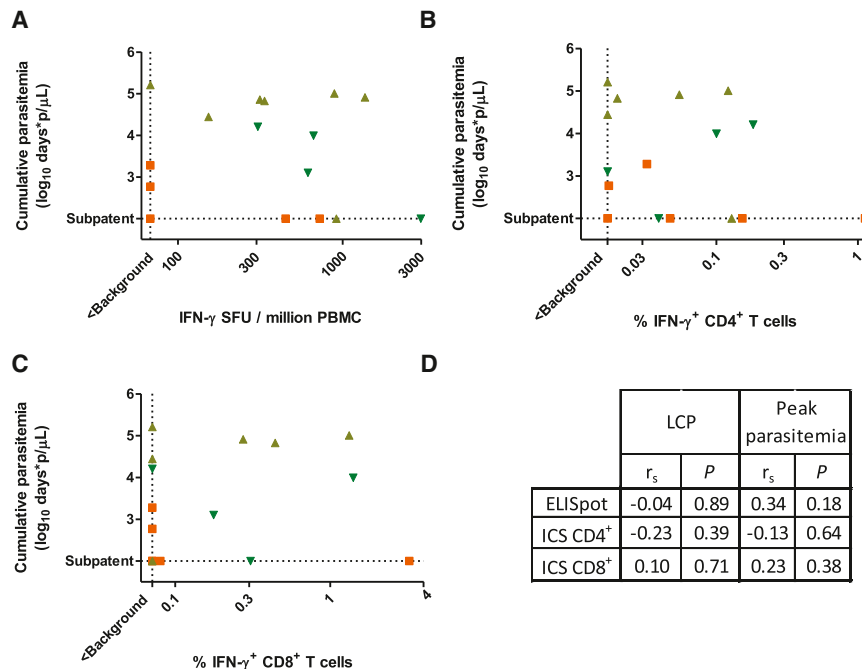 A
6
5
4
3
Subpatent
Cumulative parasitemia
(log10 days*p/μL)
<Background
100
300
1000
3000
IFN-γ SFU / million PBMC
B
6
5
4
3
Subpatent
Cumulative parasitemia
(log10 days*p/μL)
<Background
0.03
0.1
0.3
1
% IFN-γ+ CD4+ T cells
C
6
5
4
3
Subpatent
Cumulative parasitemia
(log10 days*p/μL)
<Background
0.1
0.3
1
4
% IFN-γ+ CD8+ T cells
D
LCP Peak
parasitemia
rs P rs P
ELISpot -0.04 0.89 0.34 0.18
ICS CD4+ -0.23 0.39 -0.13 0.64
ICS CD8+ 0.10 0.71 0.23 0.38